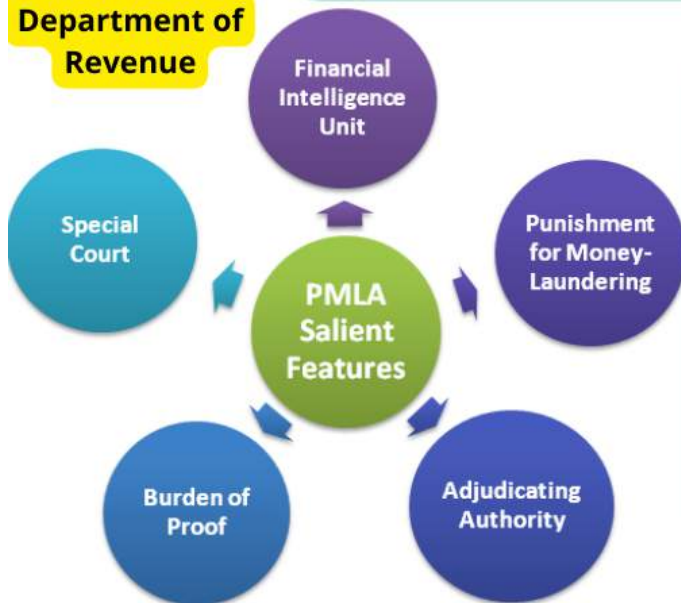 Department of
Revenue
Financial
Intelligence
Unit
Punishment
for Money-
Laundering
Adjudicating
Authority
Burden of
Proof
Special
Court
PMLA
Salient
Features